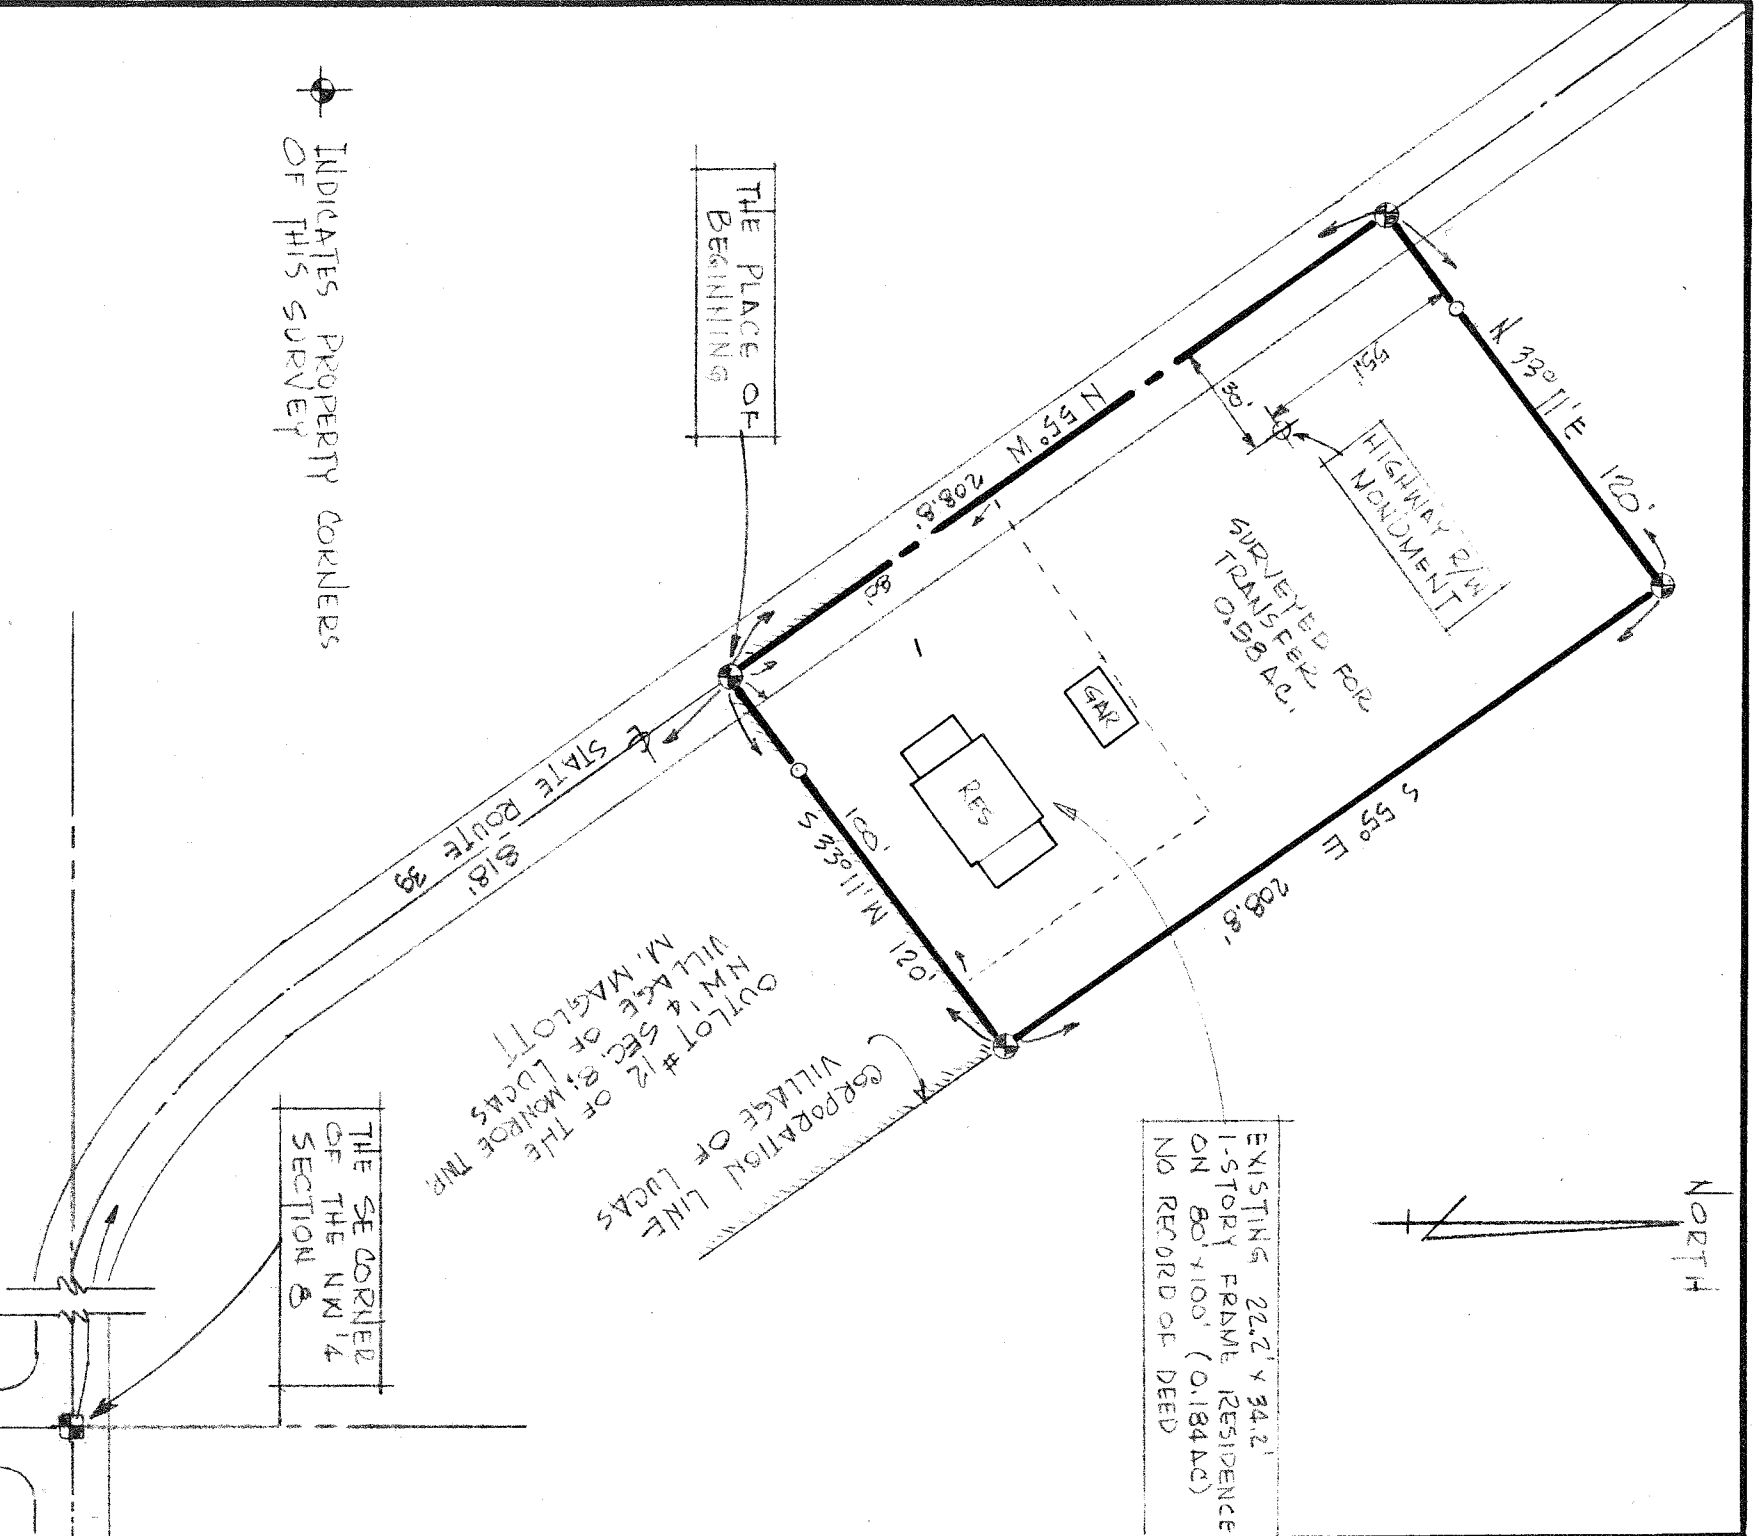 INDICATES PROPERTY CORNERS
OF THIS SURVEY
THE PLACE OF
BEGINNING
N 33° 11' E 120'
55.1'
30'
HIGHWAY R/W
MONUMENT
N 55° W 208.8'
80'
SURVEYED FOR
TRANSFER
0.58 AC.
GAR
RES
S 55° E 208.8'
100'
S 33° 11' W 120'
℄ STATE ROUTE 39
818'
OUTLOT #12 OF THE
NW 1/4 SEC. 8; MONROE TWP.
VILLAGE OF LUCAS
M. MAGLOTT
CORPORATION LINE
VILLAGE OF LUCAS
THE SE CORNER
OF THE NW 1/4
SECTION 8
EXISTING 22.2' x 34.2'
1-STORY FRAME RESIDENCE
ON 80' x 100' (0.184 AC)
NO RECORD OF DEED
NORTH